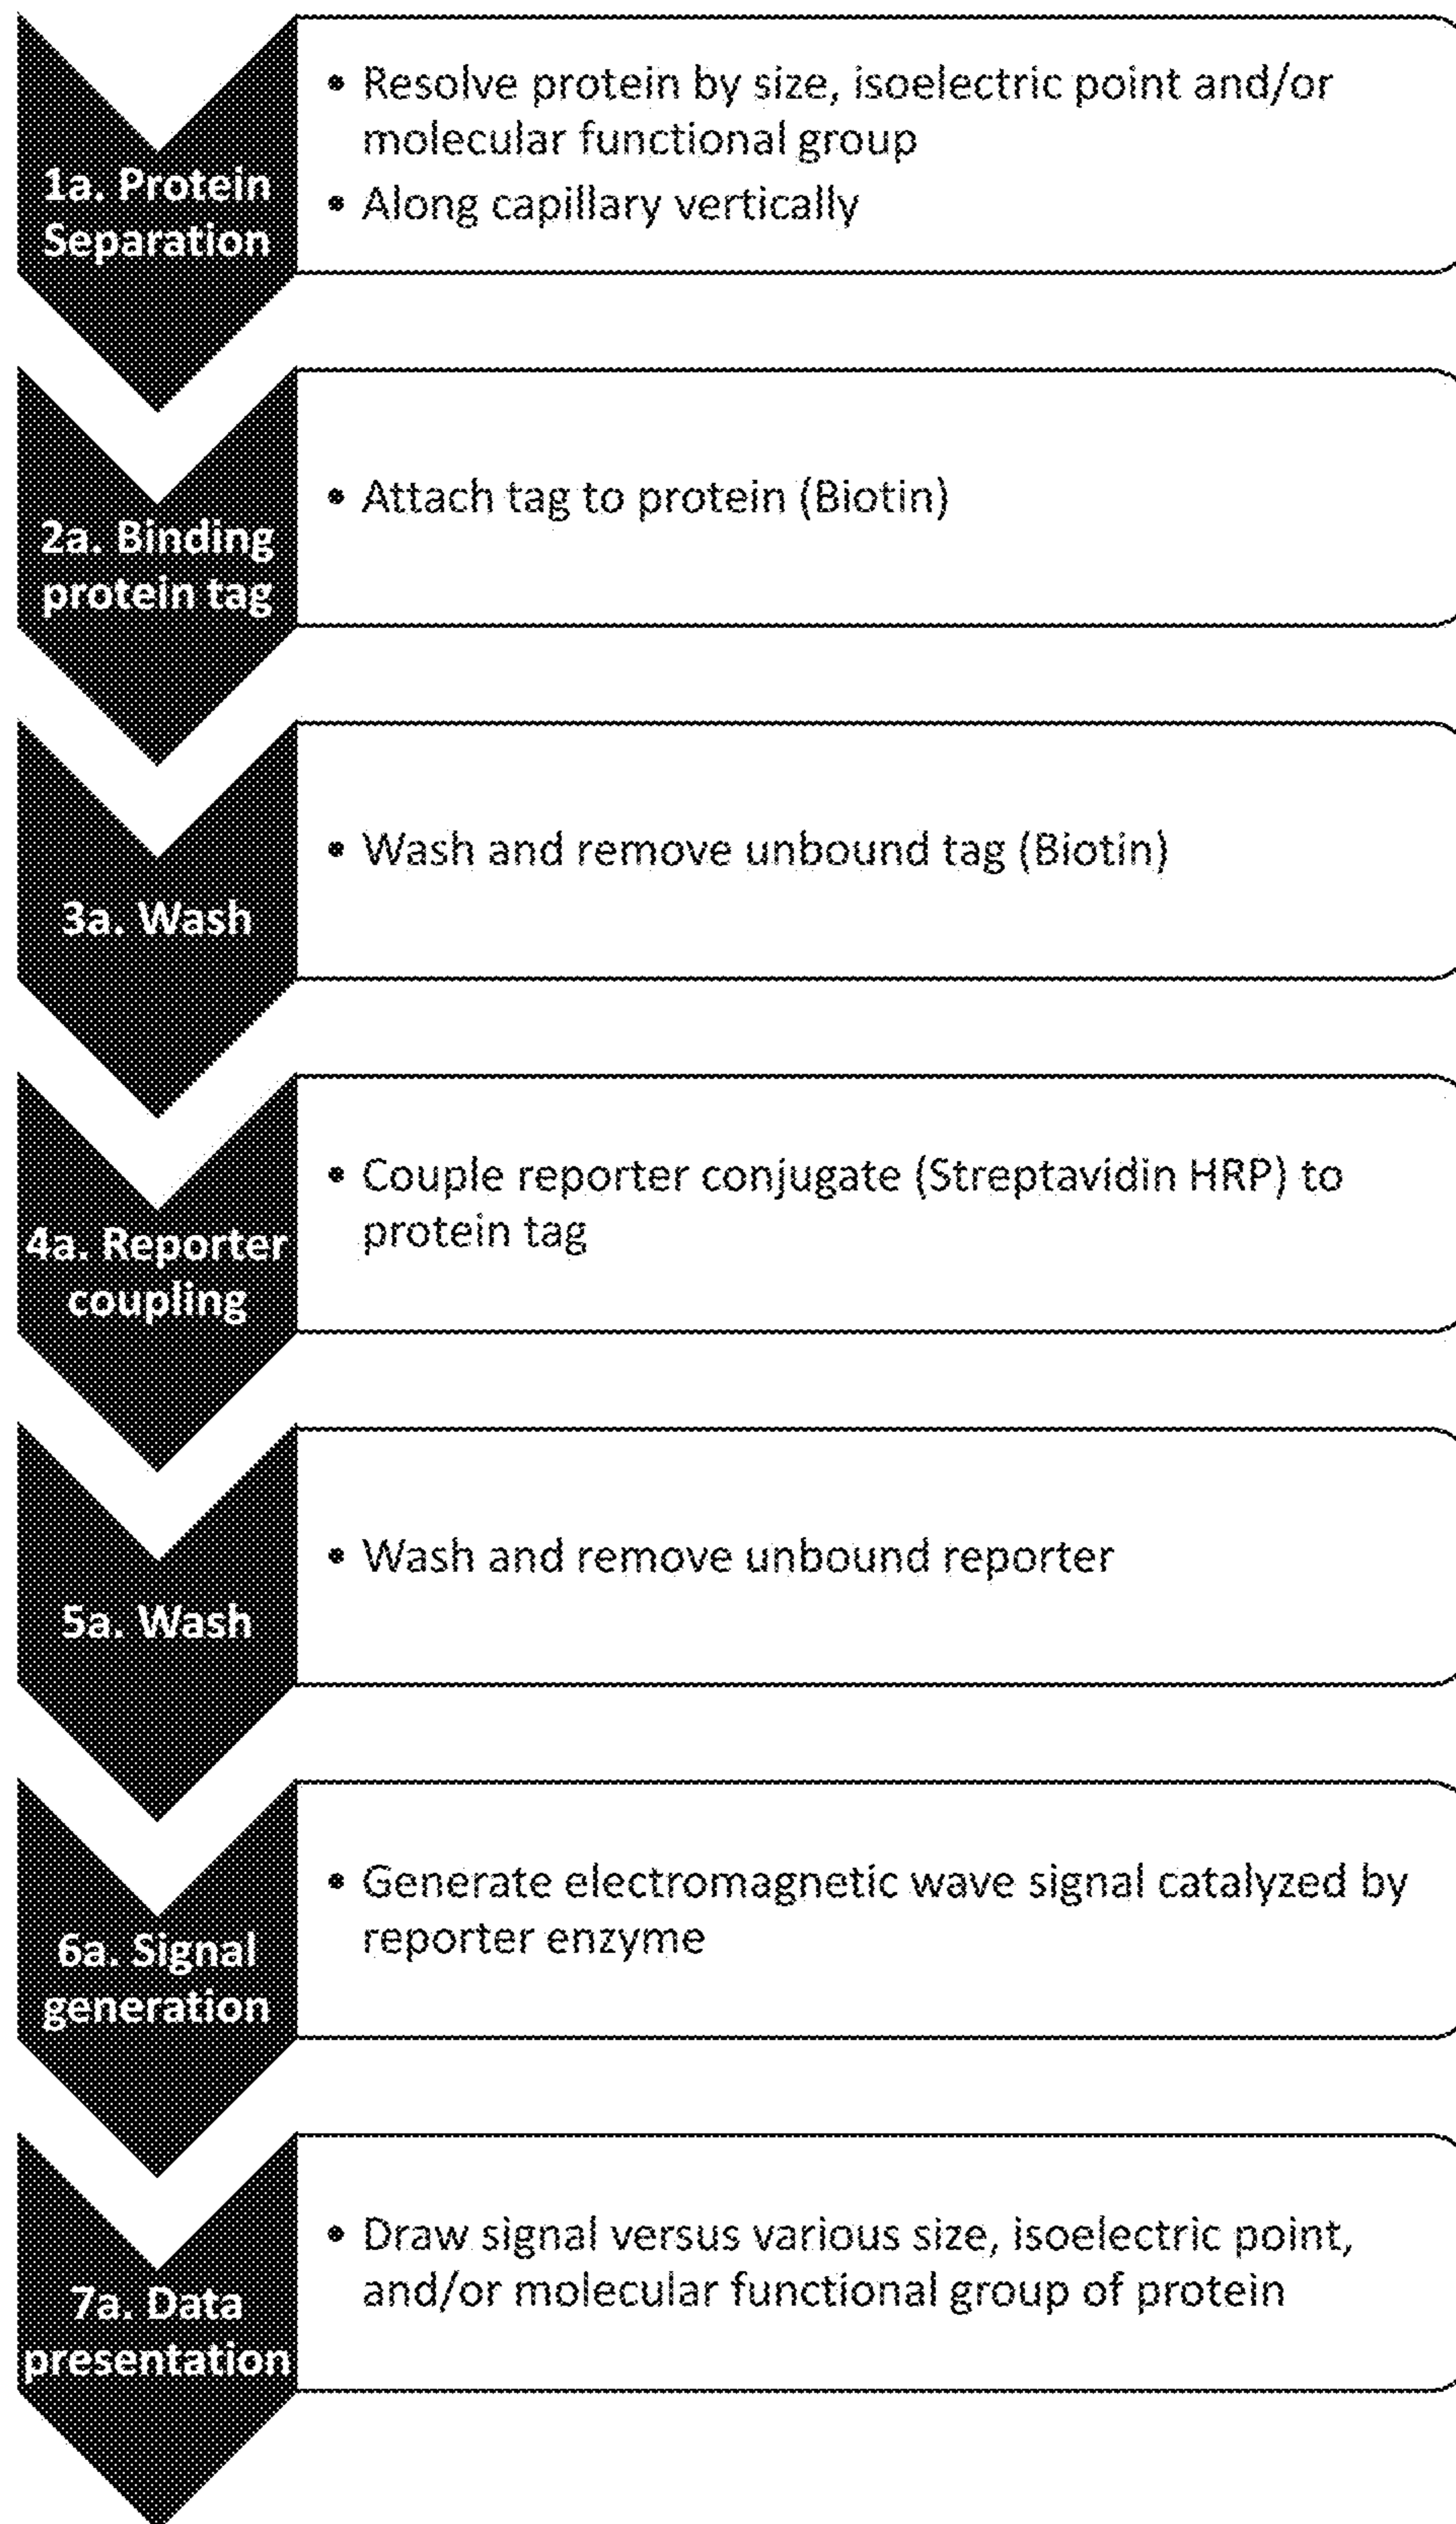 1a. Protein
Separation
• Resolve protein by size, isoelectric point and/or
molecular functional group
• Along capillary vertically
2a. Binding
protein tag
• Attach tag to protein (Biotin)
3a. Wash
• Wash and remove unbound tag (Biotin)
4a. Reporter
coupling
• Couple reporter conjugate (Streptavidin HRP) to
protein tag
5a. Wash
• Wash and remove unbound reporter
6a. Signal
generation
• Generate electromagnetic wave signal catalyzed by
reporter enzyme
7a. Data
presentation
• Draw signal versus various size, isoelectric point,
and/or molecular functional group of protein